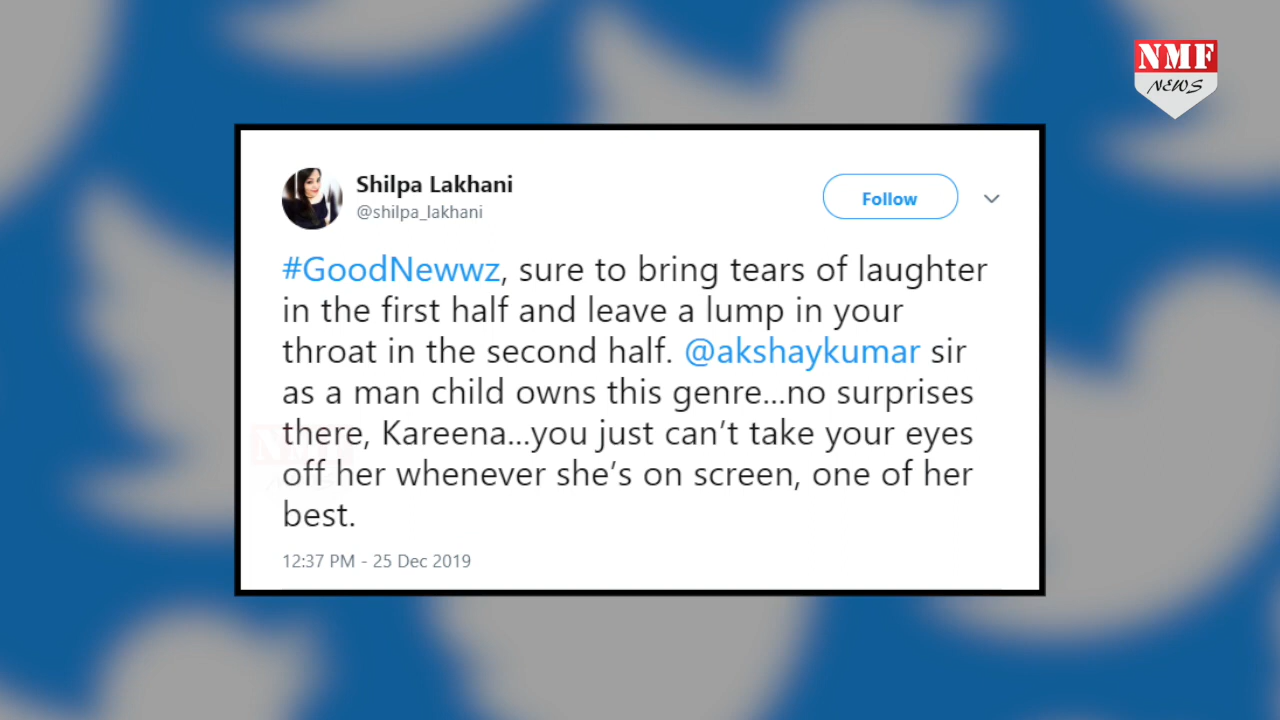 NMF
NEWS
Shilpa Lakhani
@shilpa_lakhani
Follow
#GoodNewwz, sure to bring tears of laughter
in the first half and leave a lump in your
throat in the second half. @akshaykumar sir
as a man child owns this genre...no surprises
there, Kareena...you just can’t take your eyes
off her whenever she’s on screen, one of her
best.
12:37 PM - 25 Dec 2019
NMF
NEWS